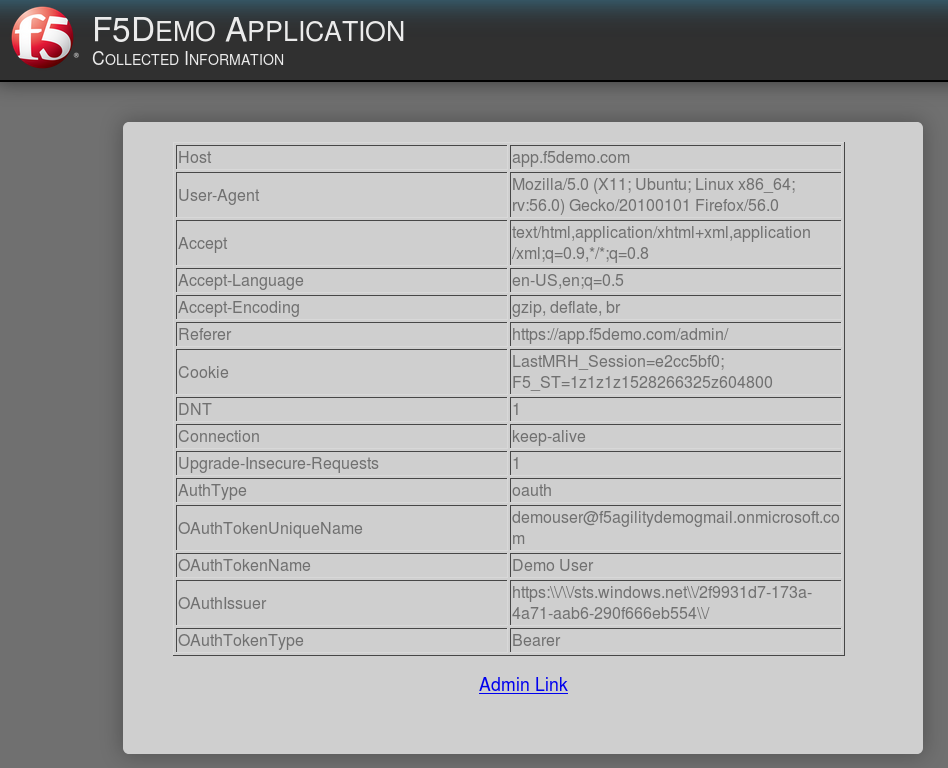 f5
F5DEMO APPLICATION
COLLECTED INFORMATION
Host
app.f5demo.com
User-Agent
Mozilla/5.0 (X11; Ubuntu; Linux x86_64;
rv:56.0) Gecko/20100101 Firefox/56.0
Accept
text/html,application/xhtml+xml,application
/xml;q=0.9,*/*;q=0.8
Accept-Language
en-US,en;q=0.5
Accept-Encoding
gzip, deflate, br
Referer
https://app.f5demo.com/admin/
Cookie
LastMRH_Session=e2cc5bf0;
F5_ST=1z1z1z1528266325z604800
DNT
1
Connection
keep-alive
Upgrade-Insecure-Requests
1
AuthType
oauth
OAuthTokenUniqueName
demouser@f5agilitydemogmail.onmicrosoft.co
m
OAuthTokenName
Demo User
OAuthIssuer
https:\\/\\/sts.windows.net\\/2f9931d7-173a-
4a71-aab6-290f666eb554\\/
OAuthTokenType
Bearer
Admin Link